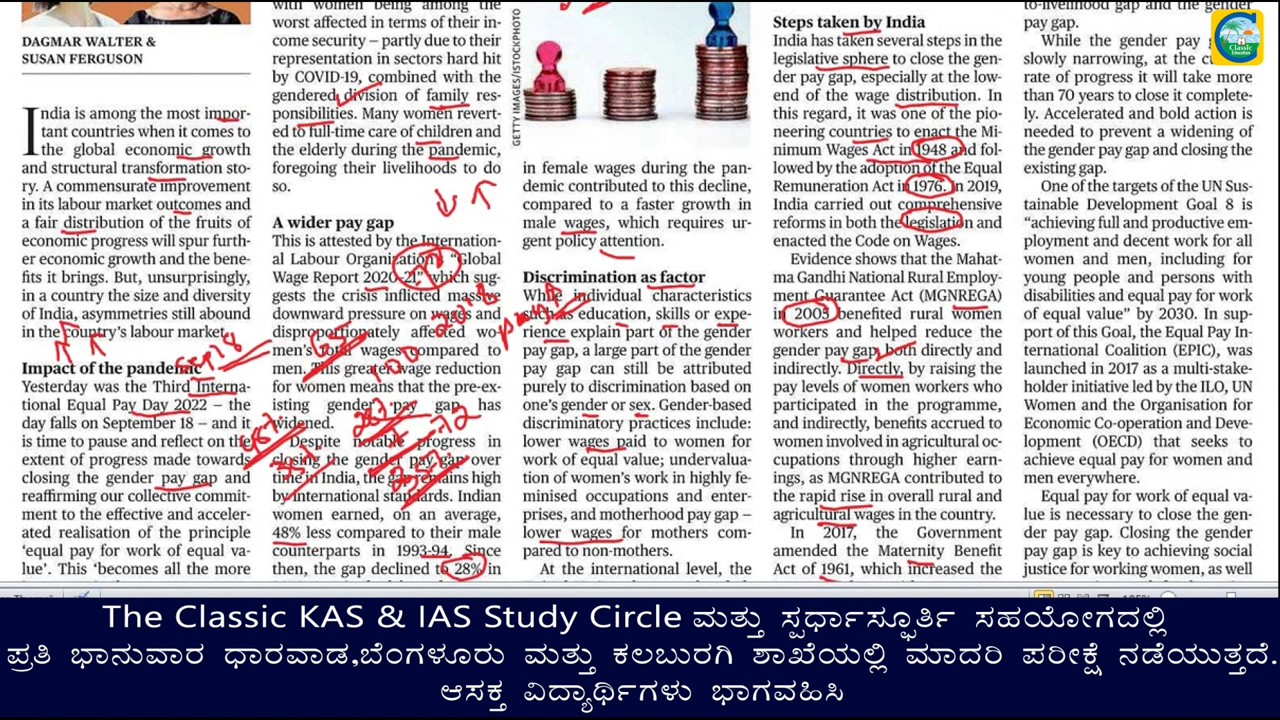 DAGMAR WALTER &
SUSAN FERGUSON
India is among the most impor-
tant countries when it comes to
the global economic growth
and structural transformation sto-
ry. A commensurate improvement
in its labour market outcomes and
a fair distribution of the fruits of
economic progress will spur furth-
er economic growth and the bene-
fits it brings. But, unsurprisingly,
in a country the size and diversity
of India, asymmetries still abound
in the country's labour market.
Impact of the pandemic
Yesterday was the Third Interna-
tional Equal Pay Day 2022 – the
day falls on September 18 – and it
is time to pause and reflect on the
extent of progress made towards
closing the gender pay gap and
reaffirming our collective commit-
ment to the effective and acceler-
ated realisation of the principle
'equal pay for work of equal va-
lue'. This 'becomes all the more
with women being among the
worst affected in terms of their in-
come security – partly due to their
representation in sectors hard hit
by COVID-19, combined with the
gendered division of family res-
ponsibilities. Many women revert-
ed to full-time care of children and
the elderly during the pandemic,
foregoing their livelihoods to do
so.
A wider pay gap
This is attested by the Internation-
al Labour Organization's "Global
Wage Report 2020-21", which sug-
gests the crisis inflicted massive
downward pressure on wages and
disproportionately affected wo-
men's total wages compared to
men. This greater wage reduction
for women means that the pre-ex-
isting gender pay gap has
widened.
Despite notable progress in
closing the gender pay gap over
time in India, the gap remains high
by international standards. Indian
women earned, on an average,
48% less compared to their male
counterparts in 1993-94. Since
then, the gap declined to 28% in
GETTY IMAGES/ISTOCKPHOTO
in female wages during the pan-
demic contributed to this decline,
compared to a faster growth in
male wages, which requires ur-
gent policy attention.
Discrimination as factor
While individual characteristics
such as education, skills or expe-
rience explain part of the gender
pay gap, a large part of the gender
pay gap can still be attributed
purely to discrimination based on
one's gender or sex. Gender-based
discriminatory practices include:
lower wages paid to women for
work of equal value; undervalua-
tion of women's work in highly fe-
minised occupations and enter-
prises, and motherhood pay gap –
lower wages for mothers com-
pared to non-mothers.
At the international level, the
Steps taken by India
India has taken several steps in the
legislative sphere to close the gen-
der pay gap, especially at the low-
end of the wage distribution. In
this regard, it was one of the pio-
neering countries to enact the Mi-
nimum Wages Act in 1948 and fol-
lowed by the adoption of the Equal
Remuneration Act in 1976. In 2019,
India carried out comprehensive
reforms in both the legislation and
enacted the Code on Wages.
Evidence shows that the Mahat-
ma Gandhi National Rural Employ-
ment Guarantee Act (MGNREGA)
in 2005 benefited rural women
workers and helped reduce the
gender pay gap both directly and
indirectly. Directly, by raising the
pay levels of women workers who
participated in the programme,
and indirectly, benefits accrued to
women involved in agricultural oc-
cupations through higher earn-
ings, as MGNREGA contributed to
the rapid rise in overall rural and
agricultural wages in the country.
In 2017, the Government
amended the Maternity Benefit
Act of 1961, which increased the
to-livelihood gap and the gender
pay gap.
While the gender pay
slowly narrowing, at the
rate of progress it will take more
than 70 years to close it complete-
ly. Accelerated and bold action is
needed to prevent a widening of
the gender pay gap and closing the
existing gap.
One of the targets of the UN Sus-
tainable Development Goal 8 is
"achieving full and productive em-
ployment and decent work for all
women and men, including for
young people and persons with
disabilities and equal pay for work
of equal value" by 2030. In sup-
port of this Goal, the Equal Pay In-
ternational Coalition (EPIC), was
launched in 2017 as a multi-stake-
holder initiative led by the ILO, UN
Women and the Organisation for
Economic Co-operation and Deve-
lopment (OECD) that seeks to
achieve equal pay for women and
men everywhere.
Equal pay for work of equal va-
lue is necessary to close the gen-
der pay gap. Closing the gender
pay gap is key to achieving social
justice for working women, as well
Classic
Education
Sep 18
The Classic KAS & IAS Study Circle ಮತ್ತು ಸ್ಪರ್ಧಾಸ್ಫೂರ್ತಿ ಸಹಯೋಗದಲ್ಲಿ
ಪ್ರತಿ ಭಾನುವಾರ ಧಾರವಾಡ,ಬೆಂಗಳೂರು ಮತ್ತು ಕಲಬುರಗಿ ಶಾಖೆಯಲ್ಲಿ ಮಾದರಿ ಪರೀಕ್ಷೆ ನಡೆಯುತ್ತದೆ.
ಆಸಕ್ತ ವಿದ್ಯಾರ್ಥಿಗಳು ಭಾಗವಹಿಸಿ